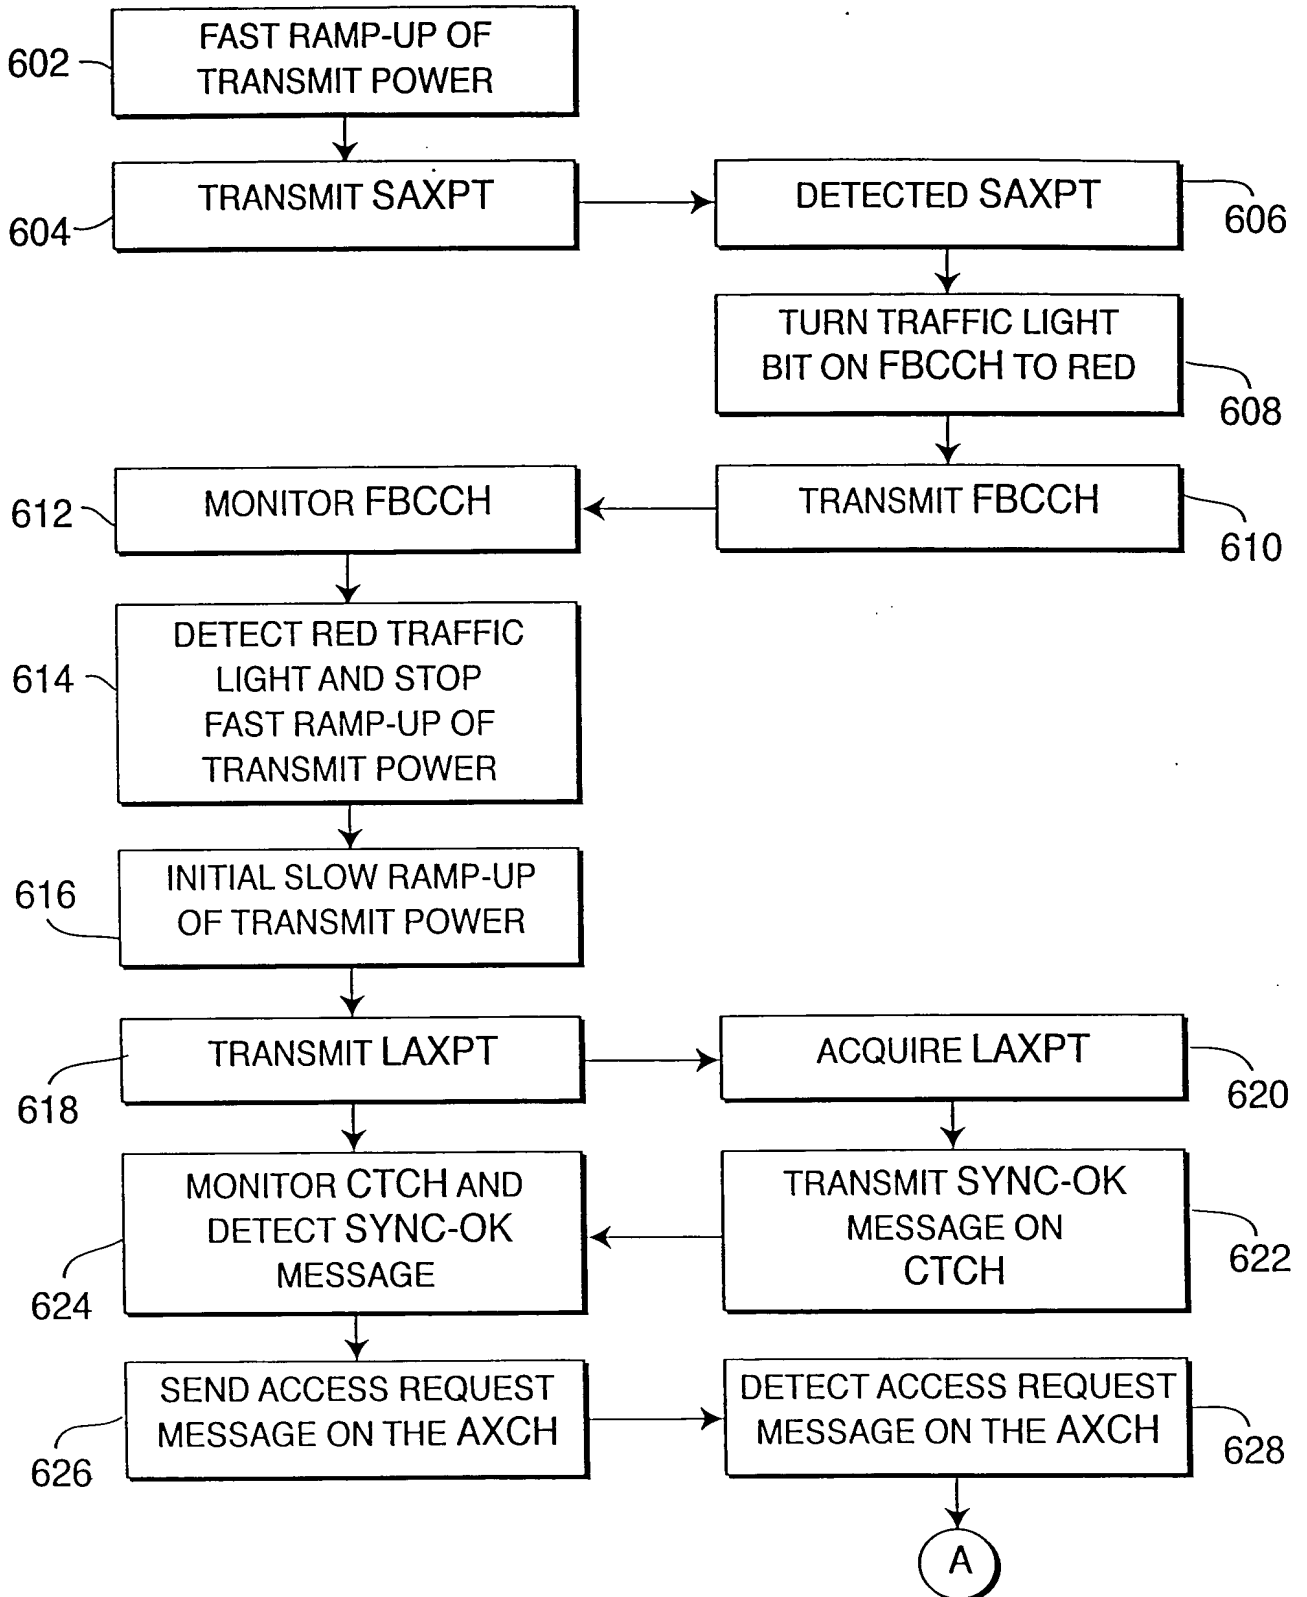 FAST RAMP-UP OF
TRANSMIT POWER
602
TRANSMIT SAXPT
604
DETECTED SAXPT
606
TURN TRAFFIC LIGHT
BIT ON FBCCH TO RED
608
TRANSMIT FBCCH
610
MONITOR FBCCH
612
DETECT RED TRAFFIC
LIGHT AND STOP
FAST RAMP-UP OF
TRANSMIT POWER
614
INITIAL SLOW RAMP-UP
OF TRANSMIT POWER
616
TRANSMIT LAXPT
618
ACQUIRE LAXPT
620
TRANSMIT SYNC-OK
MESSAGE ON
CTCH
622
MONITOR CTCH AND
DETECT SYNC-OK
MESSAGE
624
SEND ACCESS REQUEST
MESSAGE ON THE AXCH
626
DETECT ACCESS REQUEST
MESSAGE ON THE AXCH
628
A